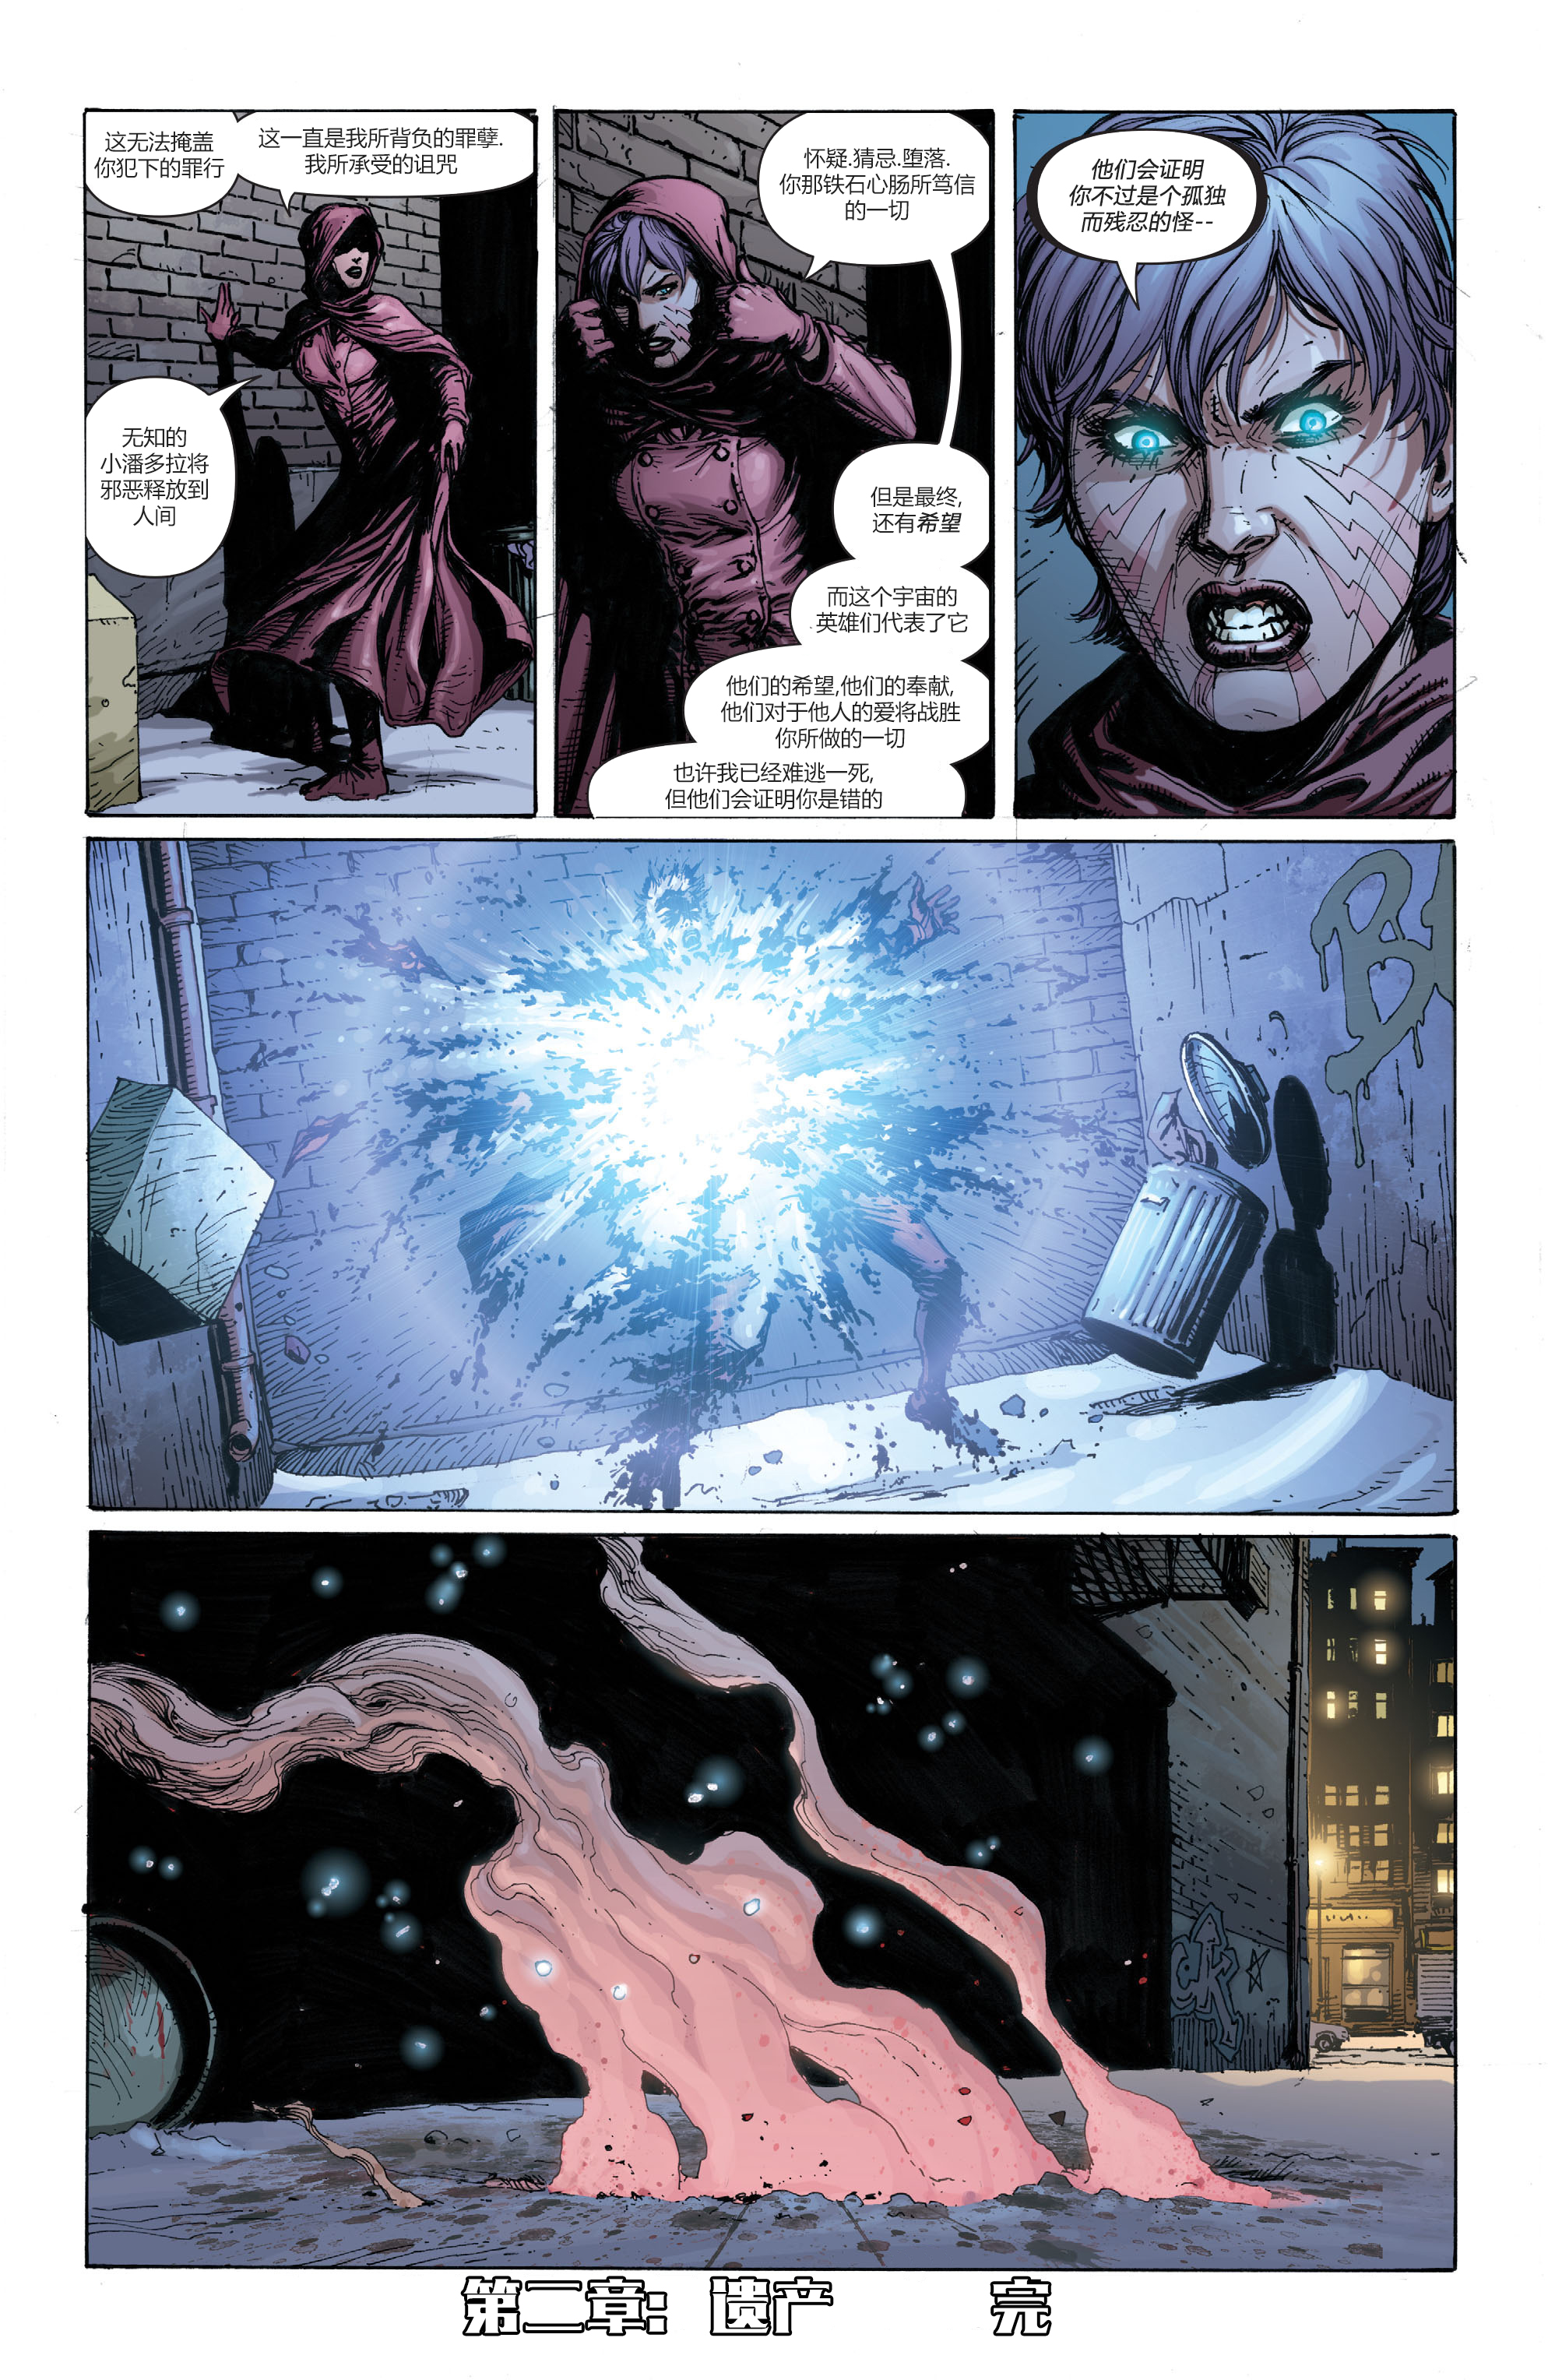 这无法掩盖
你犯下的罪行
这一直是我所背负的罪孽.
我所承受的诅咒
无知的
小潘多拉将
邪恶释放到
人间
怀疑.猜忌.堕落.
你那铁石心肠所笃信
的一切
但是最终,
还有希望
而这个宇宙的
英雄们代表了它
他们的希望,他们的奉献,
他们对于他人的爱将战胜
你所做的一切
也许我已经难逃一死,
但他们会证明你是错的
他们会证明
你不过是个孤独
而残忍的怪--
第二章: 遗产 完